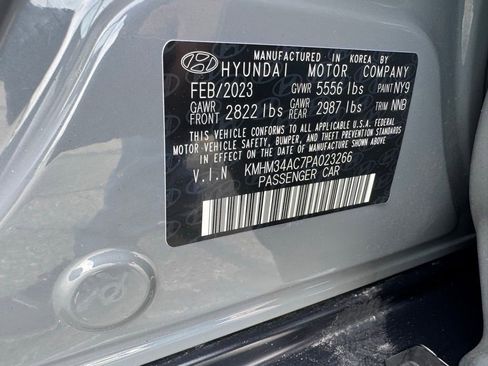 MANUFACTURED IN KOREA BY
HYUNDAI MOTOR COMPANY
FEB/2023 GVWR 5556 lbs PAINT NY9
GAWR FRONT 2822 lbs GAWR REAR 2987 lbs TRIM NNB
THIS VEHICLE CONFORMS TO ALL APPLICABLE U.S.A. FEDERAL
MOTOR VEHICLE SAFETY, BUMPER, AND THEFT PREVENTION STANDARDS
IN EFFECT ON THE DATE OF MANUFACTURE SHOWN ABOVE.
V.I.N KMHM34AC7PA023266
PASSENGER CAR